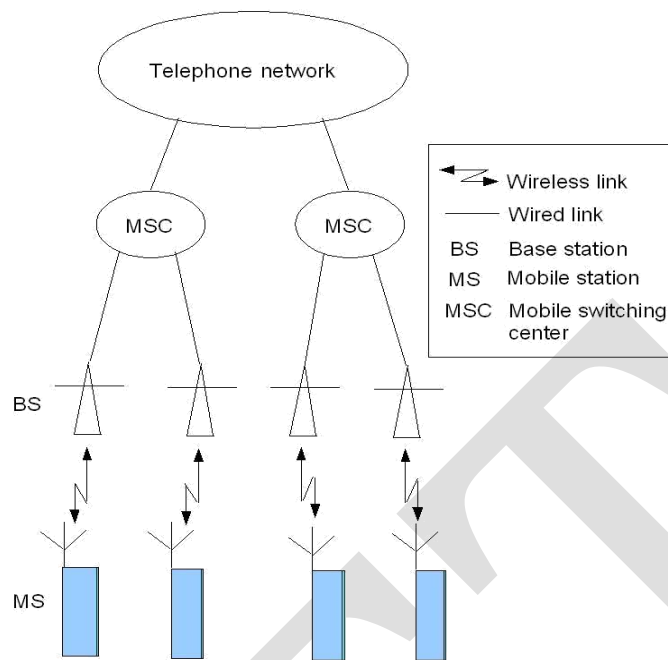 Telephone network
MSC
MSC
Wireless link
Wired link
BS Base station
MS Mobile station
MSC Mobile switching
center
BS
MS